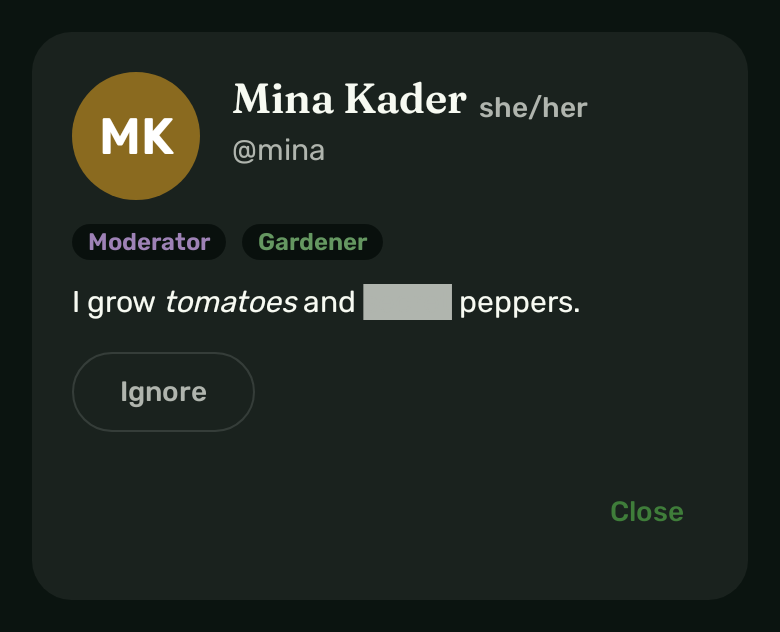 MK
Mina Kader she/her
@mina
Moderator Gardener
I grow tomatoes and peppers.
Ignore
Close